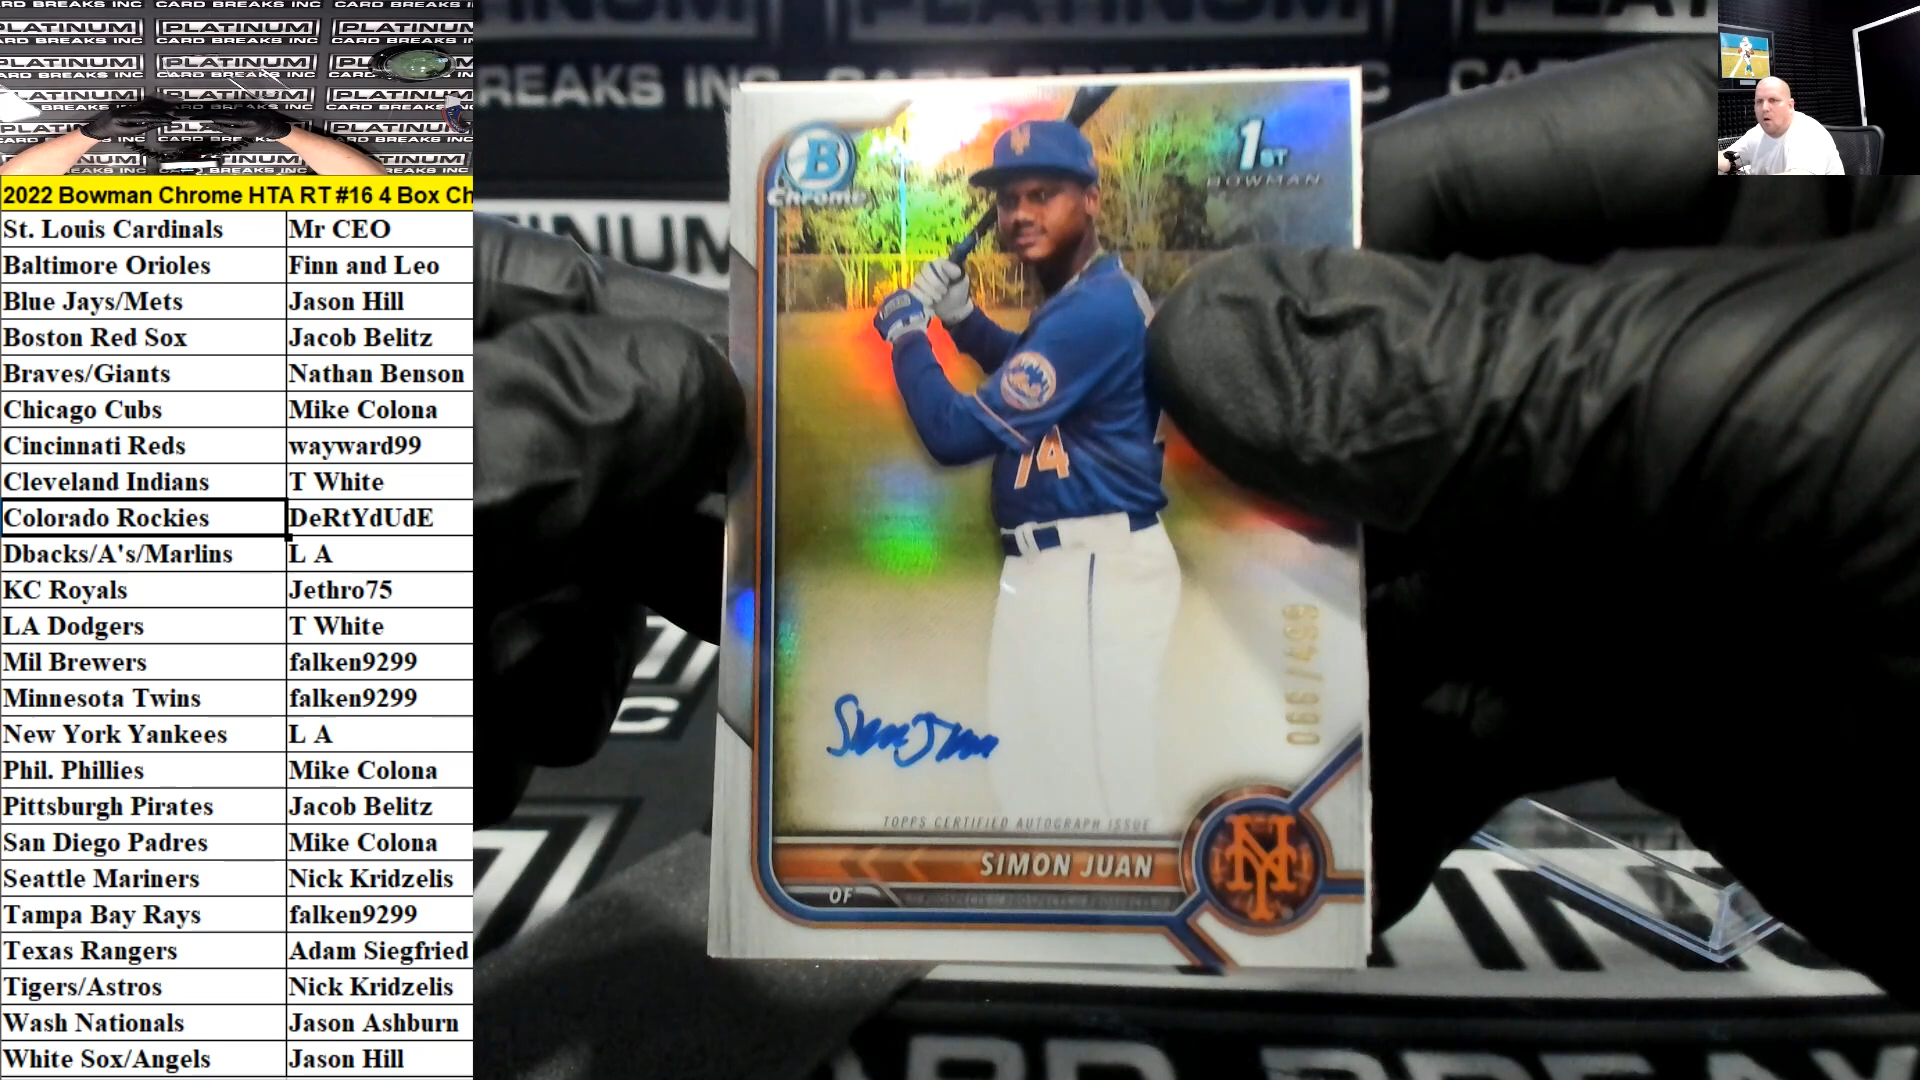 PLATINUM
CARD BREAKS INC
2022 Bowman Chrome HTA RT #16 4 Box Ch
St. Louis Cardinals Mr CEO
Baltimore Orioles Finn and Leo
Blue Jays/Mets Jason Hill
Boston Red Sox Jacob Belitz
Braves/Giants Nathan Benson
Chicago Cubs Mike Colona
Cincinnati Reds wayward99
Cleveland Indians T White
Colorado Rockies DeRtYdUdE
Dbacks/A's/Marlins L A
KC Royals Jethro75
LA Dodgers T White
Mil Brewers falken9299
Minnesota Twins falken9299
New York Yankees L A
Phil. Phillies Mike Colona
Pittsburgh Pirates Jacob Belitz
San Diego Padres Mike Colona
Seattle Mariners Nick Kridzelis
Tampa Bay Rays falken9299
Texas Rangers Adam Siegfried
Tigers/Astros Nick Kridzelis
Wash Nationals Jason Ashburn
White Sox/Angels Jason Hill
B
Chrome
1ST
BOWMAN
74
066/499
Simon Juan
TOPPS CERTIFIED AUTOGRAPH ISSUE
SIMON JUAN
OF
NY